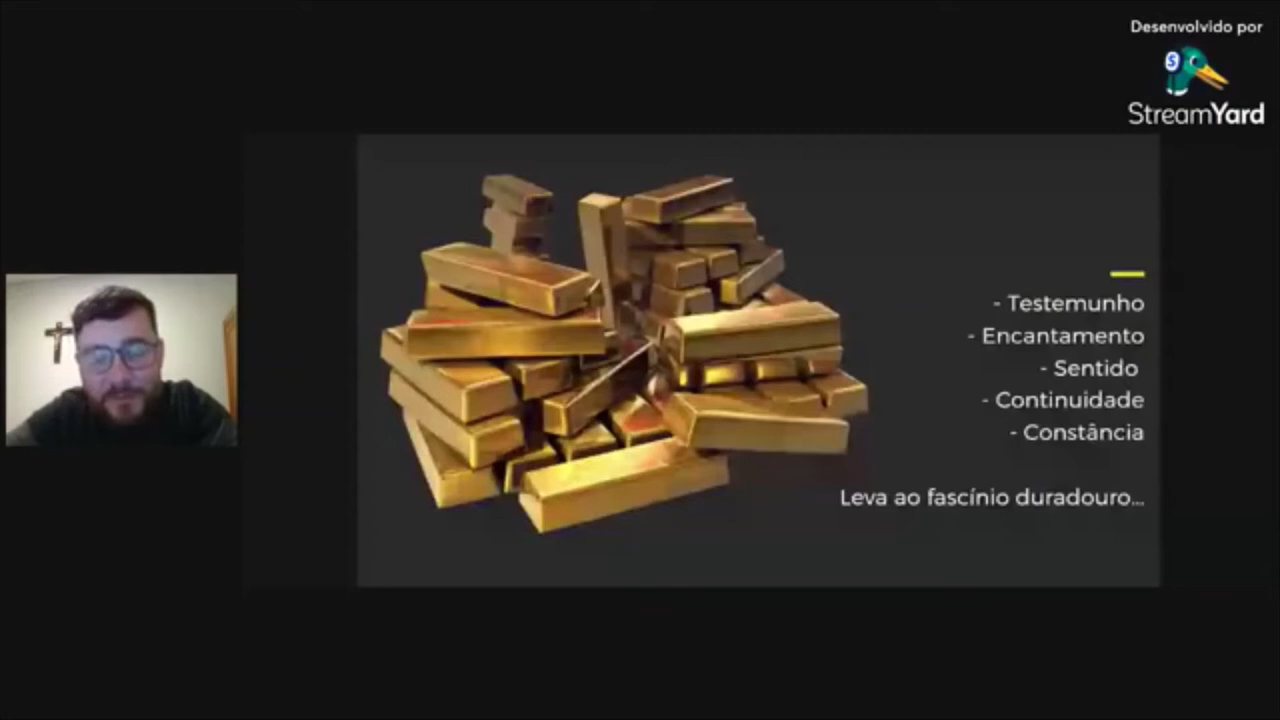 Desenvolvido por
StreamYard
- Testemunho
- Encantamento
- Sentido
- Continuidade
- Constância
Leva ao fascínio duradouro...